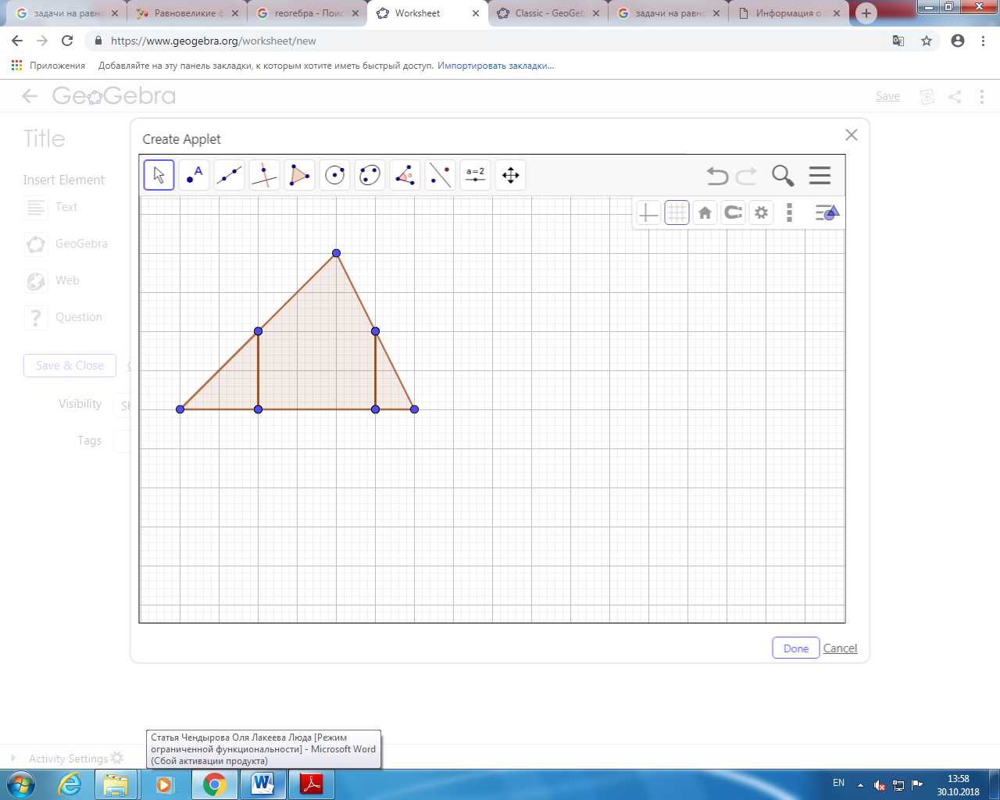 задачи на равно
Равновеликие ф
геогебра - Поис
Worksheet
Classic - GeoGeb
задачи на равно
Информация о
https://www.geogebra.org/worksheet/new
Приложения
Добавляйте на эту панель закладки, к которым хотите иметь быстрый доступ. Импортировать закладки...
GeoGebra
Save
Title
Create Applet
A
a=2
Insert Element
Text
GeoGebra
Web
Question
Save & Close
Visibility
Sh
Tags
Done
Cancel
Статья Чендырова Оля Лакеева Люда [Режим
ограниченной функциональности] - Microsoft Word
(Сбой активации продукта)
Activity Settings
EN
13:58
30.10.2018